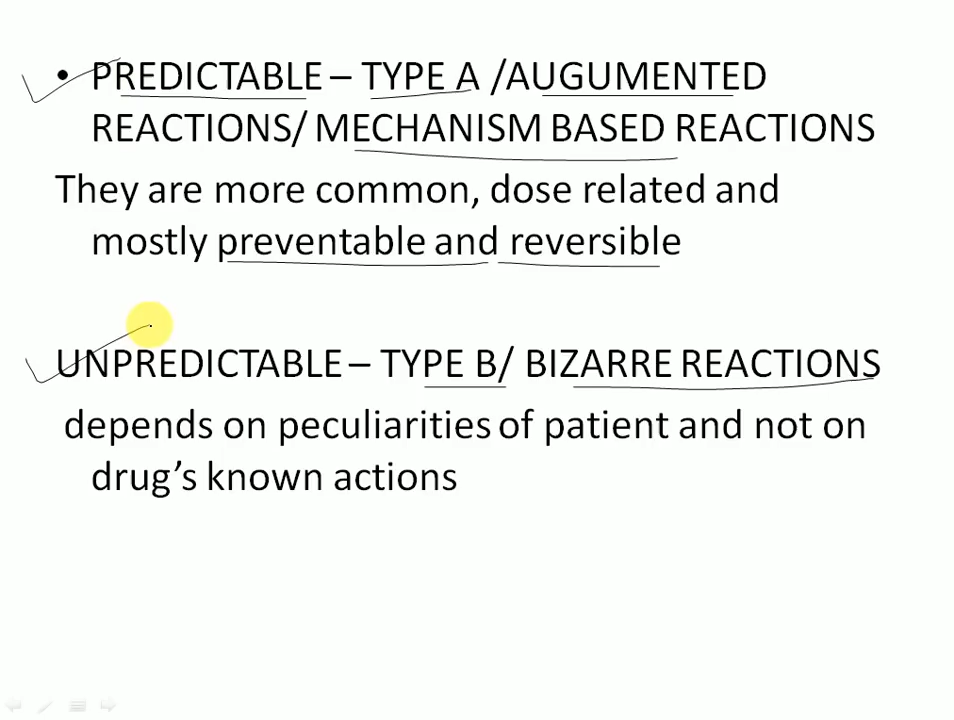 • PREDICTABLE – TYPE A /AUGUMENTED
REACTIONS/ MECHANISM BASED REACTIONS
They are more common, dose related and
mostly preventable and reversible
UNPREDICTABLE – TYPE B/ BIZARRE REACTIONS
depends on peculiarities of patient and not on
drug’s known actions